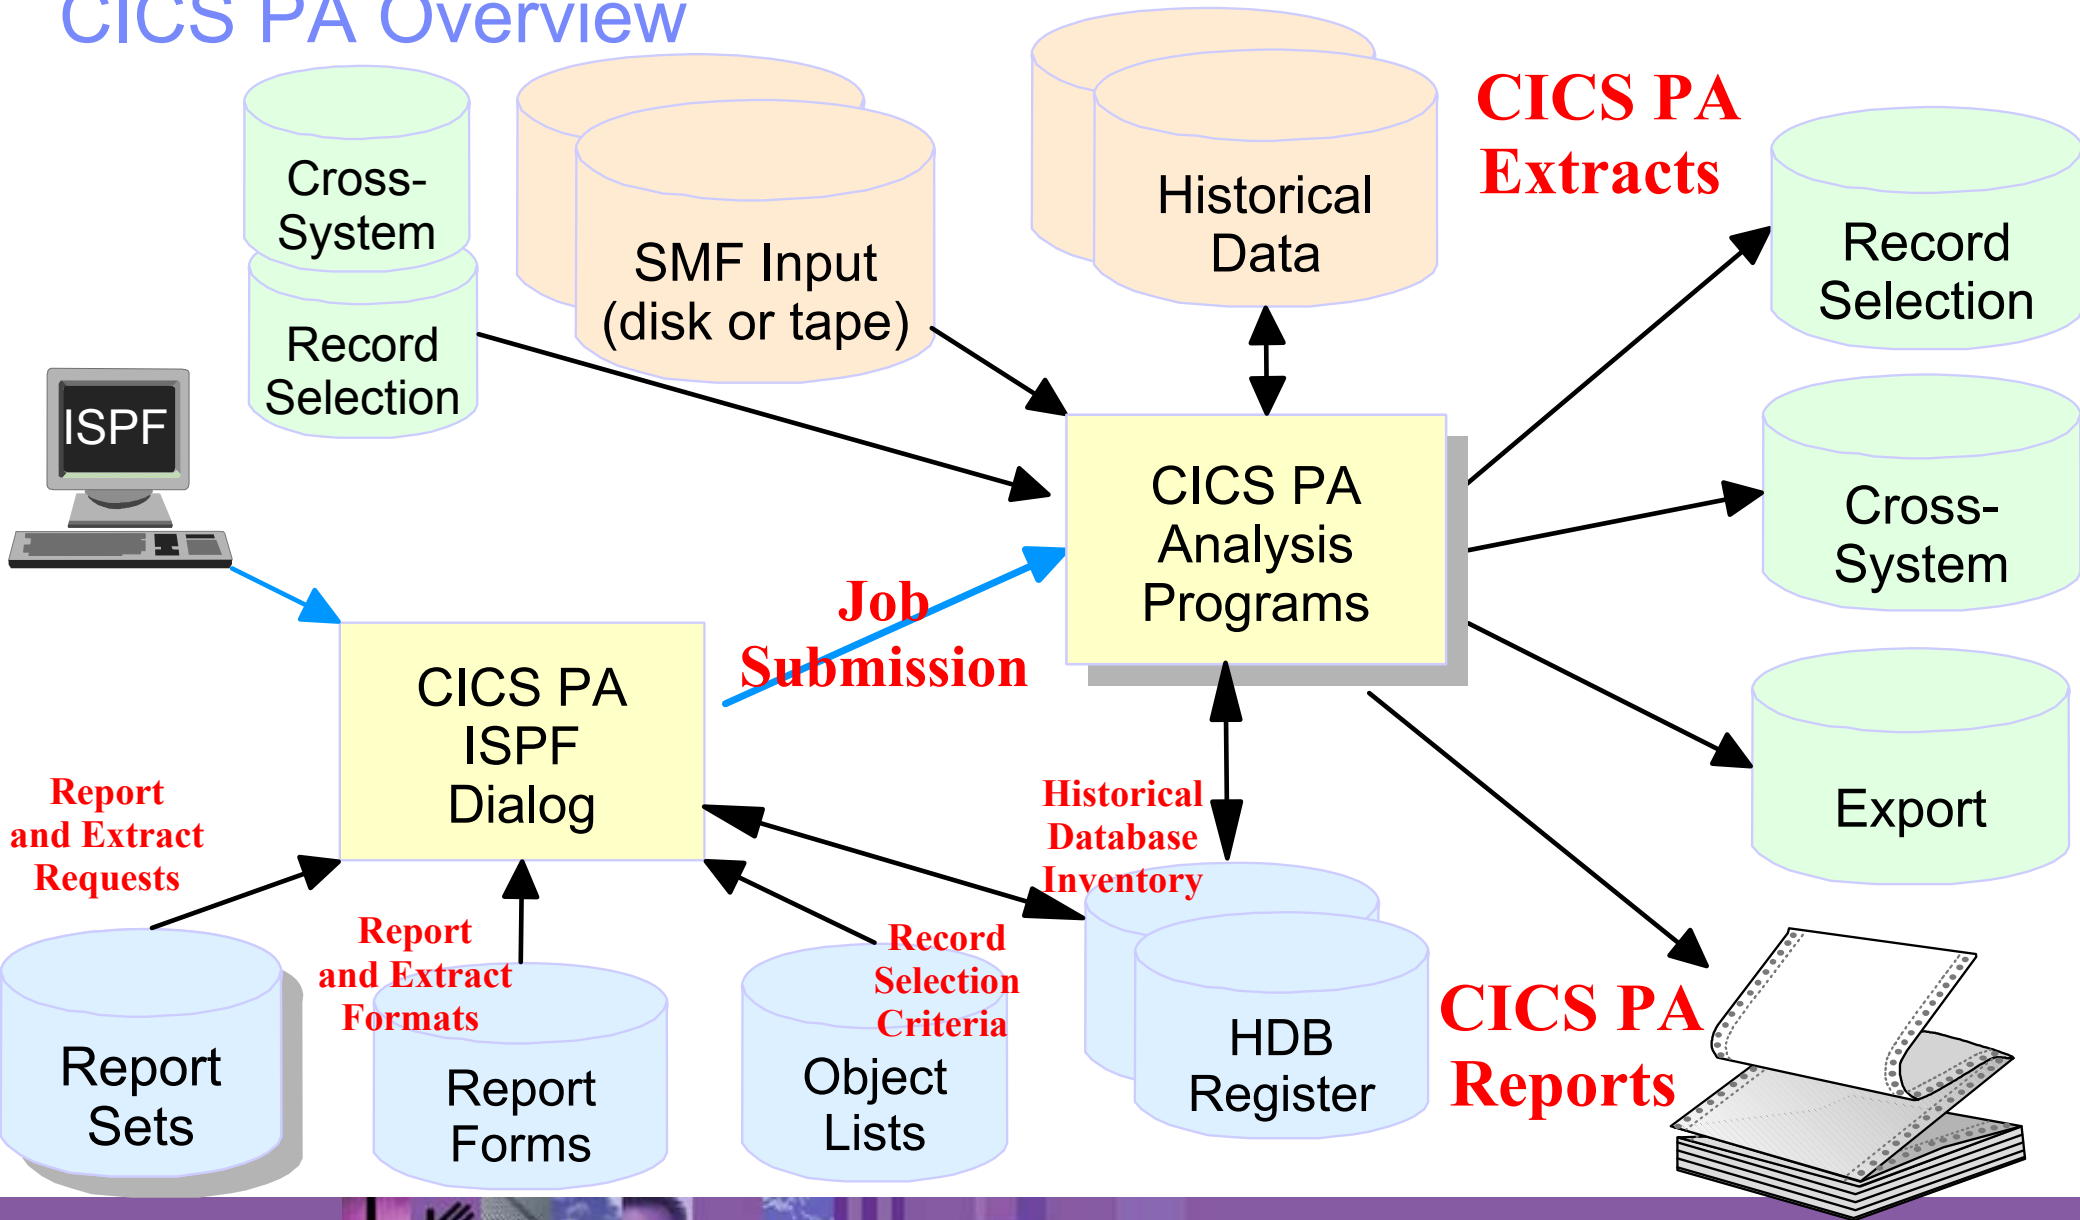 CICS PA Overview
Cross-
System
Record
Selection
SMF Input
(disk or tape)
Historical
Data
CICS PA
Extracts
Record
Selection
Cross-
System
Export
ISPF
CICS PA
Analysis
Programs
Job
Submission
CICS PA
ISPF
Dialog
Report
and Extract
Requests
Report
and Extract
Formats
Record
Selection
Criteria
Historical
Database
Inventory
Report
Sets
Report
Forms
Object
Lists
HDB
Register
CICS PA
Reports